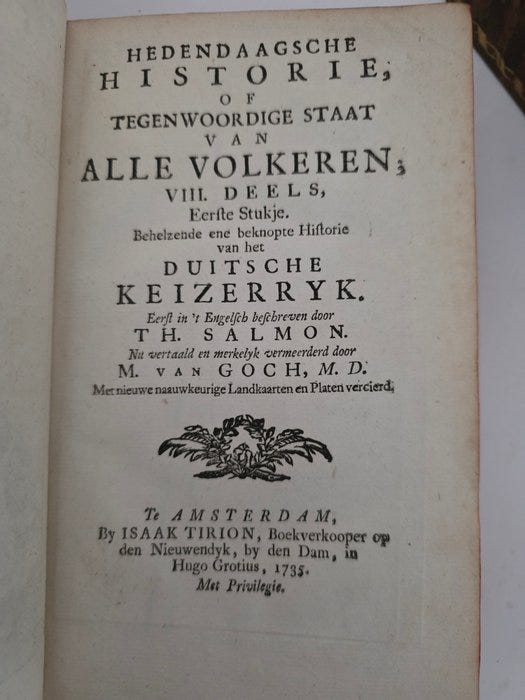 HEDENDAAGSCHE
HISTORIE,
OF
TEGENWOORDIGE STAAT
VAN
ALLE VOLKEREN;
VIII. DEELS,
Eerſte Stukje.
Behelzende ene beknopte Hiſtorie
van het
DUITSCHE
KEIZERRYK.
Eerſt in 't Engelſch beſchreven door
TH. SALMON.
Nu vertaald en merkelyk vermeerderd door
M. VAN GOCH, M. D.
Met nieuwe naauwkeurige Landkaarten en Platen vercierd.
Te AMSTERDAM,
By ISAAK TIRION, Boekverkooper op
den Nieuwendyk, by den Dam, in
Hugo Grotius, 1735.
Met Privilegie.